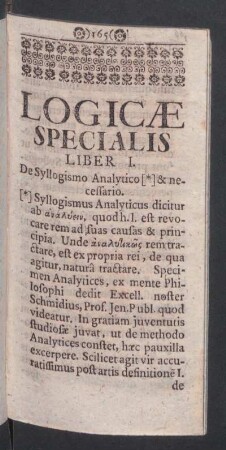 165
LOGICÆ
SPECIALIS
LIBER I.
De Syllogismo Analytico [*] & ne-
cessario.
[*] Syllogismus Analyticus dicitur
ab ἀναλύειν, quod h.l. est revo-
care rem ad suas causas & prin-
cipia. Unde ἀναλυτικῶς rem tra-
ctare, est ex propria rei, de qua
agitur, naturâ tractare. Speci-
men Analytices, ex mente Phi-
losophi dedit Excell. noster
Schmidius, Prof. Jen. Publ. quod
videatur. In gratiam juventutis
studiosæ juvat, ut de methodo
Analytices constet, hæc pauxilla
excerpere. Scilicet agit vir accu-
ratissimus post artis definitionē I.
de